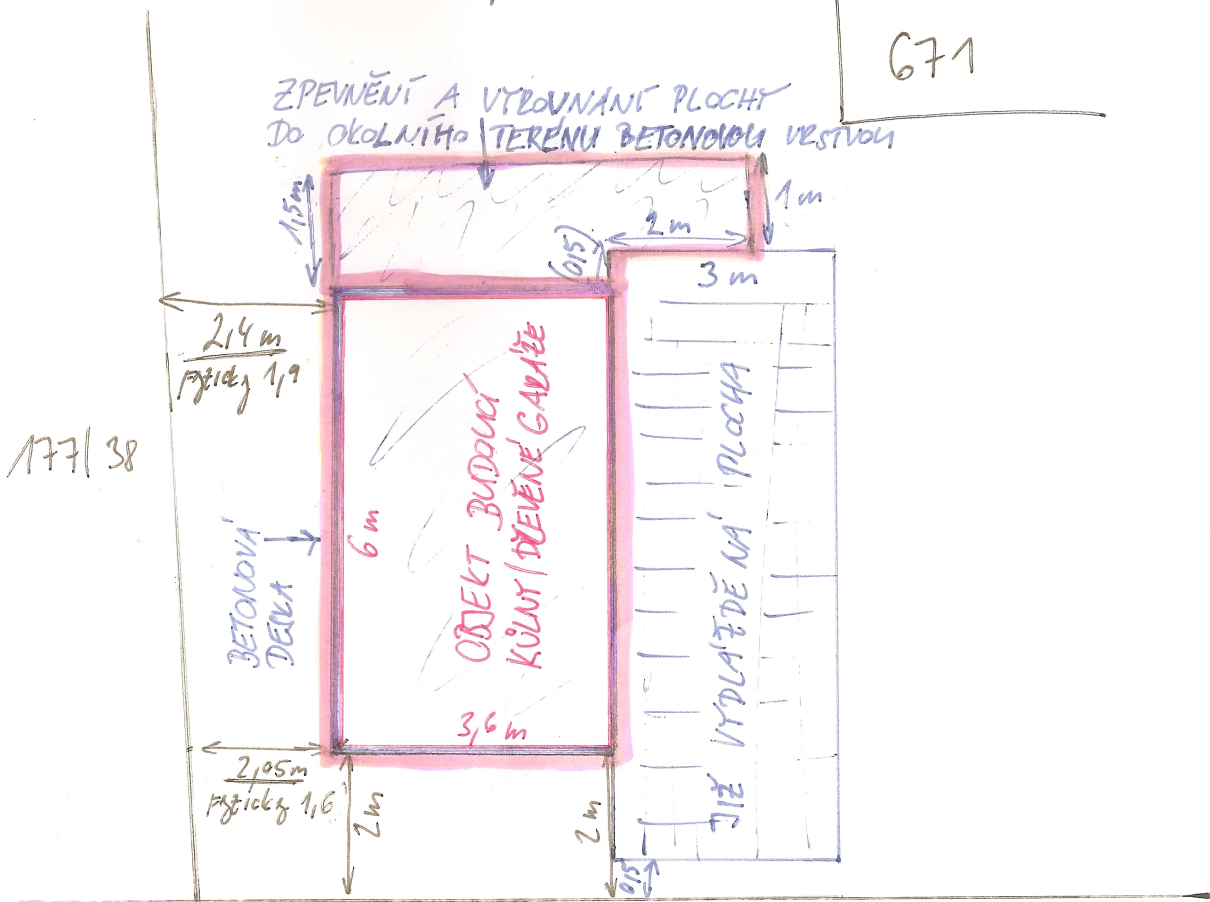 671
ZPEVNĚNÍ A VYROVNÁNÍ PLOCHY
DO OKOLNÍHO TERÉNU BETONOVOU VRSTVOU
1,5m
1m
2m
(0,5)
3m
2,4m
fyzicky 1,9
177/38
BETONOVÁ
DESKA
6m
OBJEKT BUDOUCÍ
KŮLNY/DŘEVĚNÉ GARÁŽE
JIŽ VYDLÁŽDĚNÁ PLOCHA
3,6m
2,05m
fyzicky 1,6
2m
2m
0,5